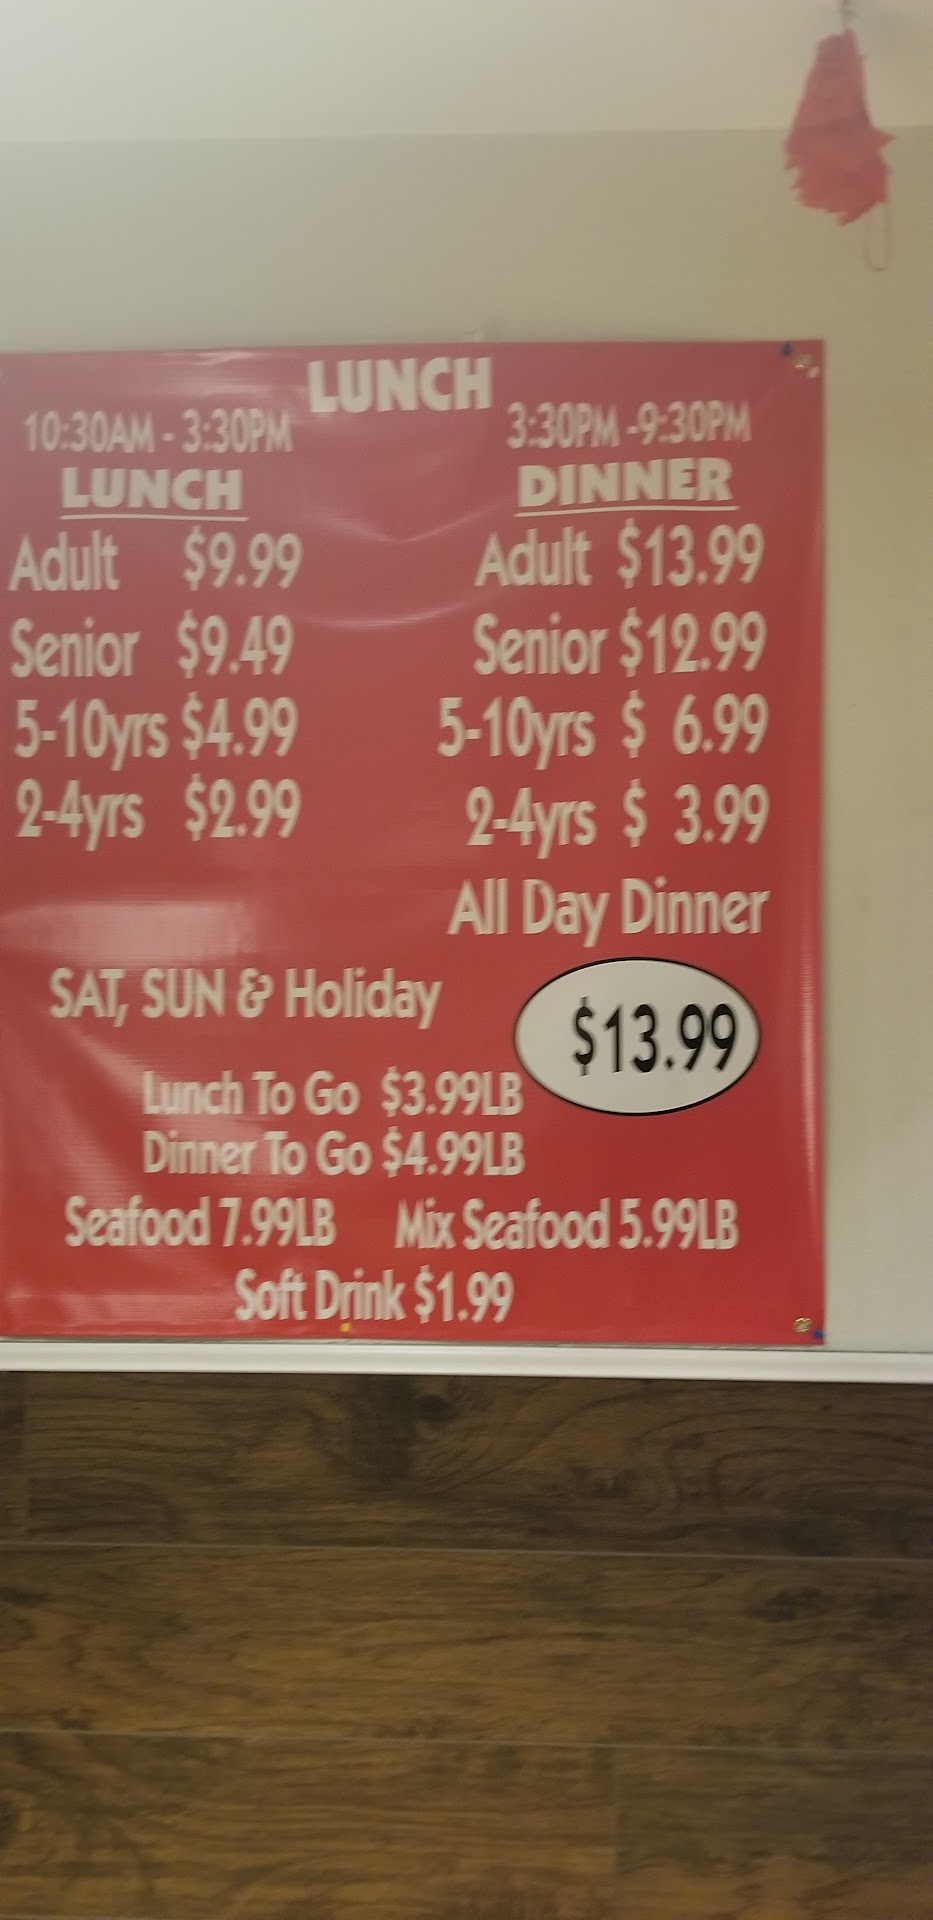 LUNCH
10:30AM - 3:30PM
LUNCH
Adult $9.99
Senior $9.49
5-10yrs $4.99
2-4yrs $2.99
3:30PM -9:30PM
DINNER
Adult $13.99
Senior $12.99
5-10yrs $ 6.99
2-4yrs $ 3.99
All Day Dinner
SAT, SUN & Holiday
$13.99
Lunch To Go $3.99LB
Dinner To Go $4.99LB
Seafood 7.99LB Mix Seafood 5.99LB
Soft Drink $1.99